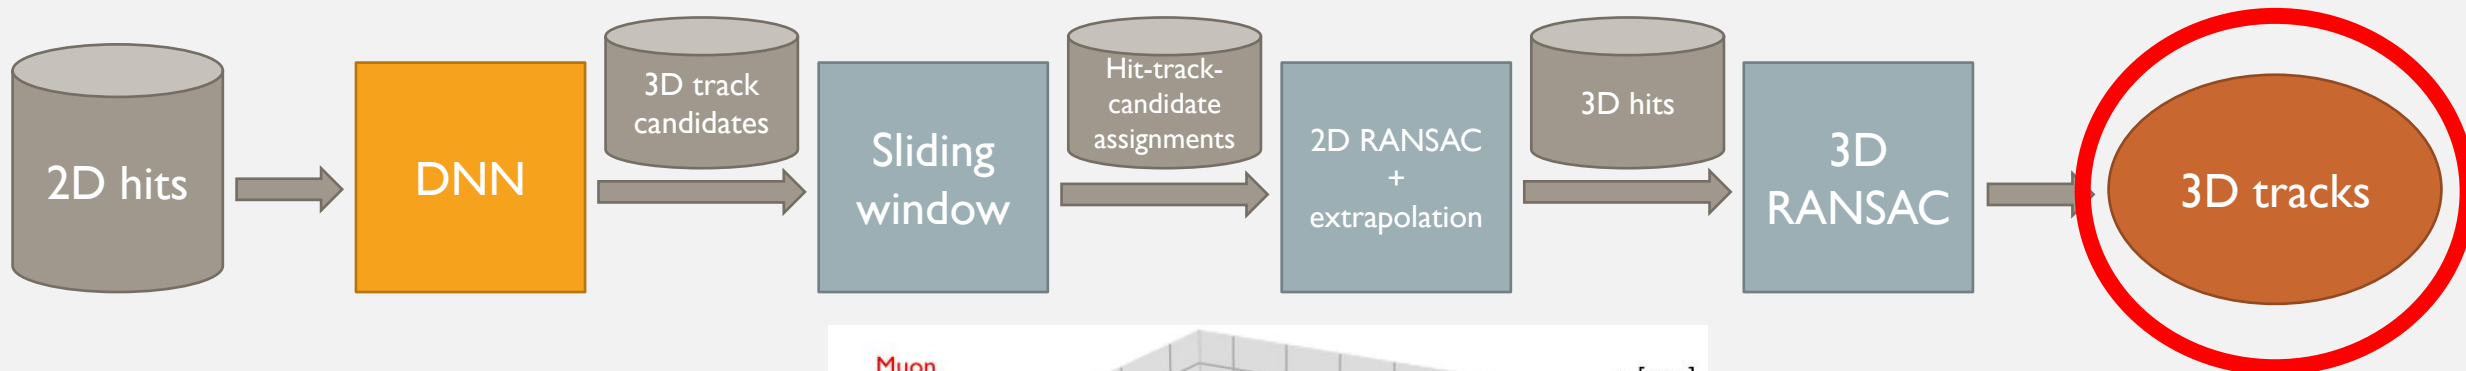 2D hits
DNN
3D track
candidates
Sliding
window
Hit-track-
candidate
assignments
2D RANSAC
+
extrapolation
3D hits
3D
RANSAC
3D tracks
Muon